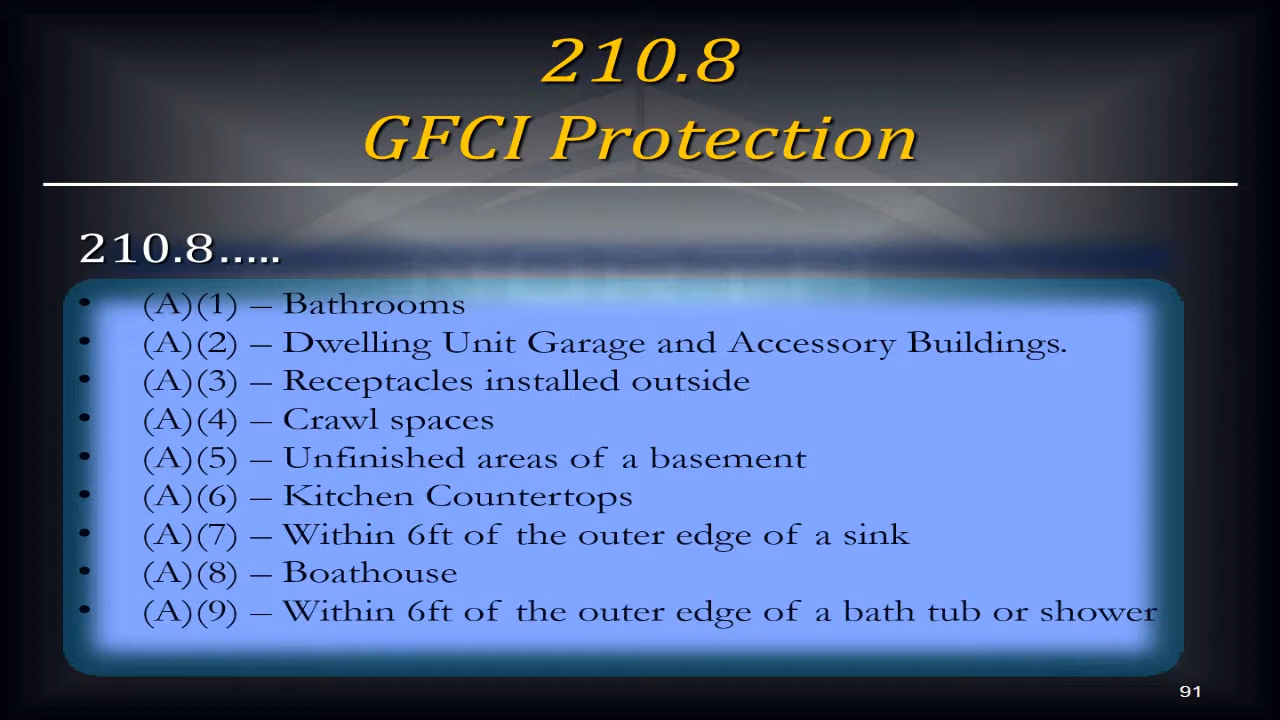 210.8
GFCI Protection
210.8.....
• (A)(1) – Bathrooms
• (A)(2) – Dwelling Unit Garage and Accessory Buildings.
• (A)(3) – Receptacles installed outside
• (A)(4) – Crawl spaces
• (A)(5) – Unfinished areas of a basement
• (A)(6) – Kitchen Countertops
• (A)(7) – Within 6ft of the outer edge of a sink
• (A)(8) – Boathouse
• (A)(9) – Within 6ft of the outer edge of a bath tub or shower
91